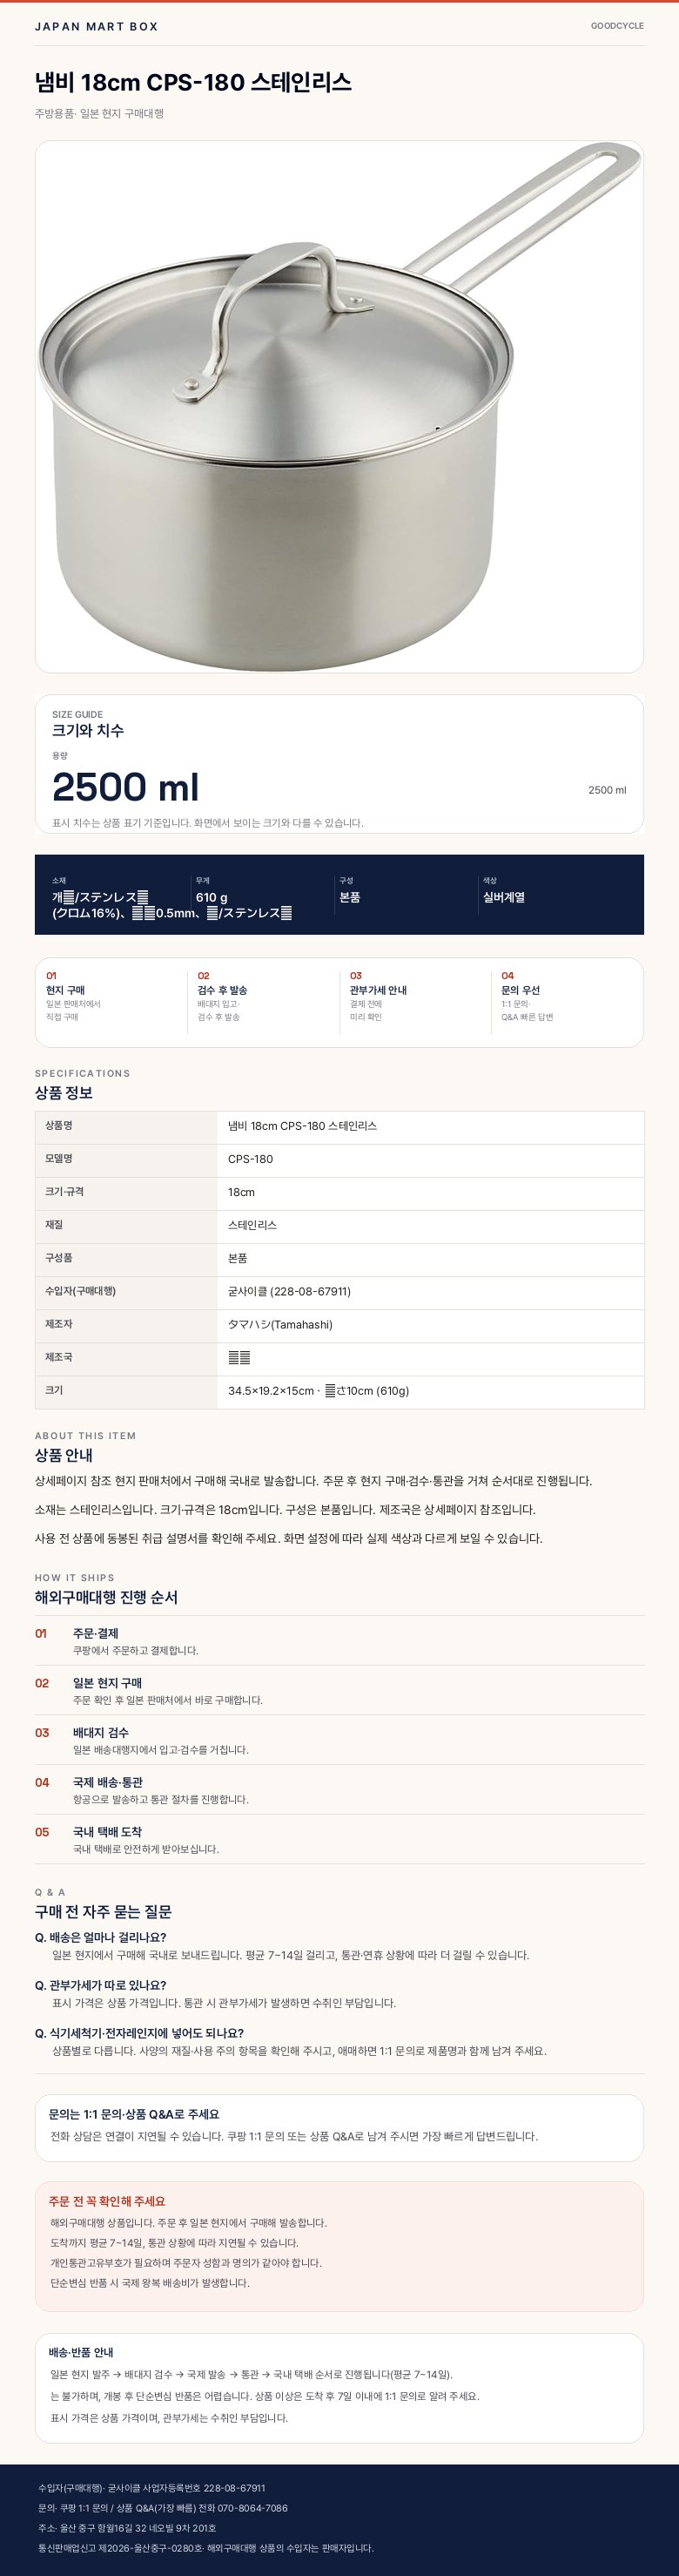 JAPAN MART BOX
GOODCYCLE
냄비 18cm CPS-180 스테인리스
주방용품· 일본 현지 구매대행
SIZE GUIDE
크기와 치수
용량
2500 ml
2500 ml
표시 치수는 상품 표기 기준입니다. 화면에서 보이는 크기와 다를 수 있습니다.
소재
개/ステンレス
(クロム16%)、0.5mm、/ステンレス
무게
610 g
구성
본품
색상
실버계열
01
현지 구매
일본 판매처에서
직접 구매
02
검수 후 발송
배대지 입고·
검수 후 발송
03
관부가세 안내
결제 전에
미리 확인
04
문의 우선
1:1 문의·
Q&A 빠른 답변
SPECIFICATIONS
상품 정보
상품명 냄비 18cm CPS-180 스테인리스
모델명 CPS-180
크기·규격 18cm
재질 스테인리스
구성품 본품
수입자(구매대행) 굳사이클 (228-08-67911)
제조자 タマハシ(Tamahashi)
제조국
크기 34.5×19.2×15cm · さ10cm (610g)
ABOUT THIS ITEM
상품 안내
상세페이지 참조 현지 판매처에서 구매해 국내로 발송합니다. 주문 후 현지 구매·검수·통관을 거쳐 순서대로 진행됩니다.
소재는 스테인리스입니다. 크기·규격은 18cm입니다. 구성은 본품입니다. 제조국은 상세페이지 참조입니다.
사용 전 상품에 동봉된 취급 설명서를 확인해 주세요. 화면 설정에 따라 실제 색상과 다르게 보일 수 있습니다.
HOW IT SHIPS
해외구매대행 진행 순서
01 주문·결제
쿠팡에서 주문하고 결제합니다.
02 일본 현지 구매
주문 확인 후 일본 판매처에서 바로 구매합니다.
03 배대지 검수
일본 배송대행지에서 입고·검수를 거칩니다.
04 국제 배송·통관
항공으로 발송하고 통관 절차를 진행합니다.
05 국내 택배 도착
국내 택배로 안전하게 받아보십니다.
Q & A
구매 전 자주 묻는 질문
Q. 배송은 얼마나 걸리나요?
일본 현지에서 구매해 국내로 보내드립니다. 평균 7~14일 걸리고, 통관·연휴 상황에 따라 더 걸릴 수 있습니다.
Q. 관부가세가 따로 있나요?
표시 가격은 상품 가격입니다. 통관 시 관부가세가 발생하면 수취인 부담입니다.
Q. 식기세척기·전자레인지에 넣어도 되나요?
상품별로 다릅니다. 사양의 재질·사용 주의 항목을 확인해 주시고, 애매하면 1:1 문의로 제품명과 함께 남겨 주세요.
문의는 1:1 문의·상품 Q&A로 주세요
전화 상담은 연결이 지연될 수 있습니다. 쿠팡 1:1 문의 또는 상품 Q&A로 남겨 주시면 가장 빠르게 답변드립니다.
주문 전 꼭 확인해 주세요
해외구매대행 상품입니다. 주문 후 일본 현지에서 구매해 발송합니다.
도착까지 평균 7~14일, 통관 상황에 따라 지연될 수 있습니다.
개인통관고유부호가 필요하며 주문자 성함과 명의가 같아야 합니다.
단순변심 반품 시 국제 왕복 배송비가 발생합니다.
배송·반품 안내
일본 현지 발주 → 배대지 검수 → 국제 발송 → 통관 → 국내 택배 순서로 진행됩니다(평균 7~14일).
는 불가하며, 개봉 후 단순변심 반품은 어렵습니다. 상품 이상은 도착 후 7일 이내에 1:1 문의로 알려 주세요.
표시 가격은 상품 가격이며, 관부가세는 수취인 부담입니다.
수입자(구매대행)· 굳사이클 사업자등록번호 228-08-67911
문의· 쿠팡 1:1 문의 / 상품 Q&A(가장 빠름) 전화 070-8064-7086
주소· 울산 중구 함월16길 32 네오빌 9차 201호
통신판매업신고 제2026-울산중구-0280호· 해외구매대행 상품의 수입자는 판매자입니다.